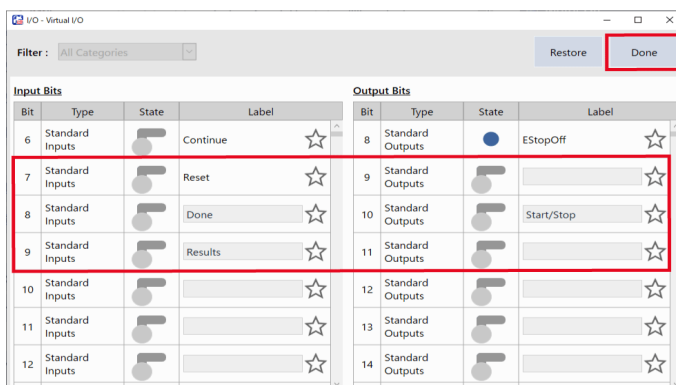 I/O - Virtual I/O
Filter : All Categories Restore Done
Input Bits Output Bits
Bit Type State Label Bit Type State Label
6 Standard Inputs Continue 8 Standard Outputs EStopOff
7 Standard Inputs Reset 9 Standard Outputs
8 Standard Inputs Done 10 Standard Outputs Start/Stop
9 Standard Inputs Results 11 Standard Outputs
10 Standard Inputs 12 Standard Outputs
11 Standard Inputs 13 Standard Outputs
12 Standard Inputs 14 Standard Outputs